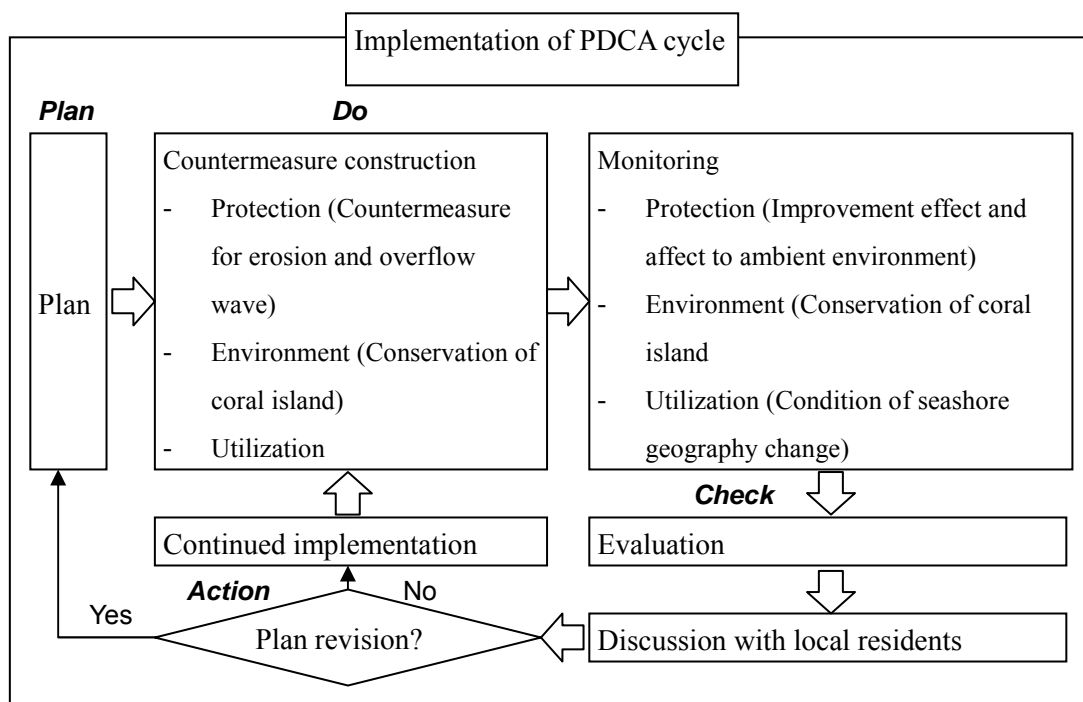 Implementation of PDCA cycle
Plan
Do
Plan
Countermeasure construction
- Protection (Countermeasure
for erosion and overflow
wave)
- Environment (Conservation of
coral island)
- Utilization
Monitoring
- Protection (Improvement effect and
affect to ambient environment)
- Environment (Conservation of coral
island
- Utilization (Condition of seashore
geography change)
Check
Continued implementation
Evaluation
Action
No
Yes
Plan revision?
Discussion with local residents